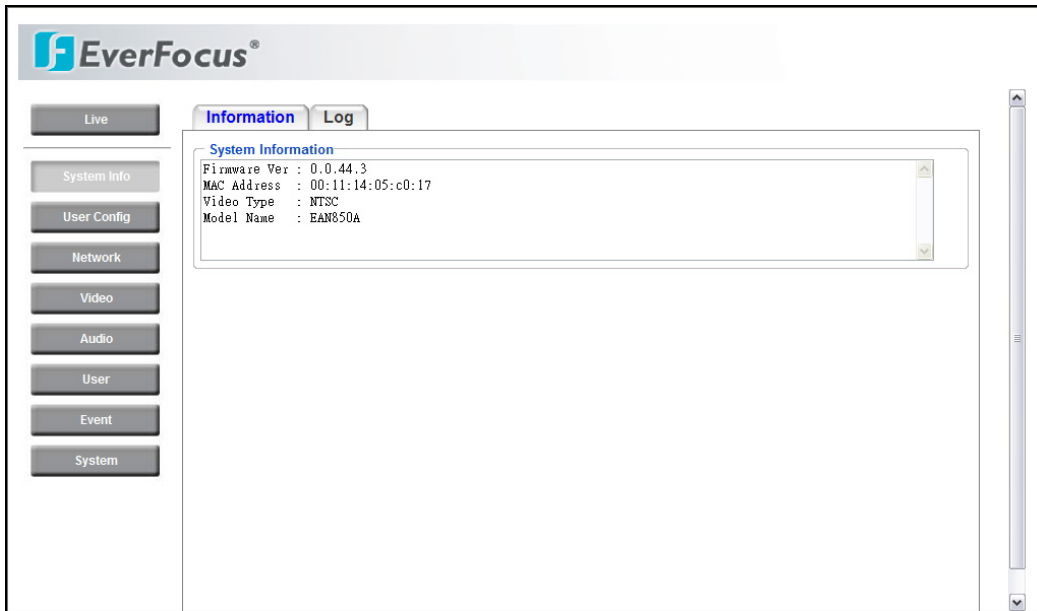 EverFocus®
Live
System Info
User Config
Network
Video
Audio
User
Event
System
Information
Log
System Information
Firmware Ver : 0.0.44.3
MAC Address : 00:11:14:05:c0:17
Video Type : NTSC
Model Name : EAN850A